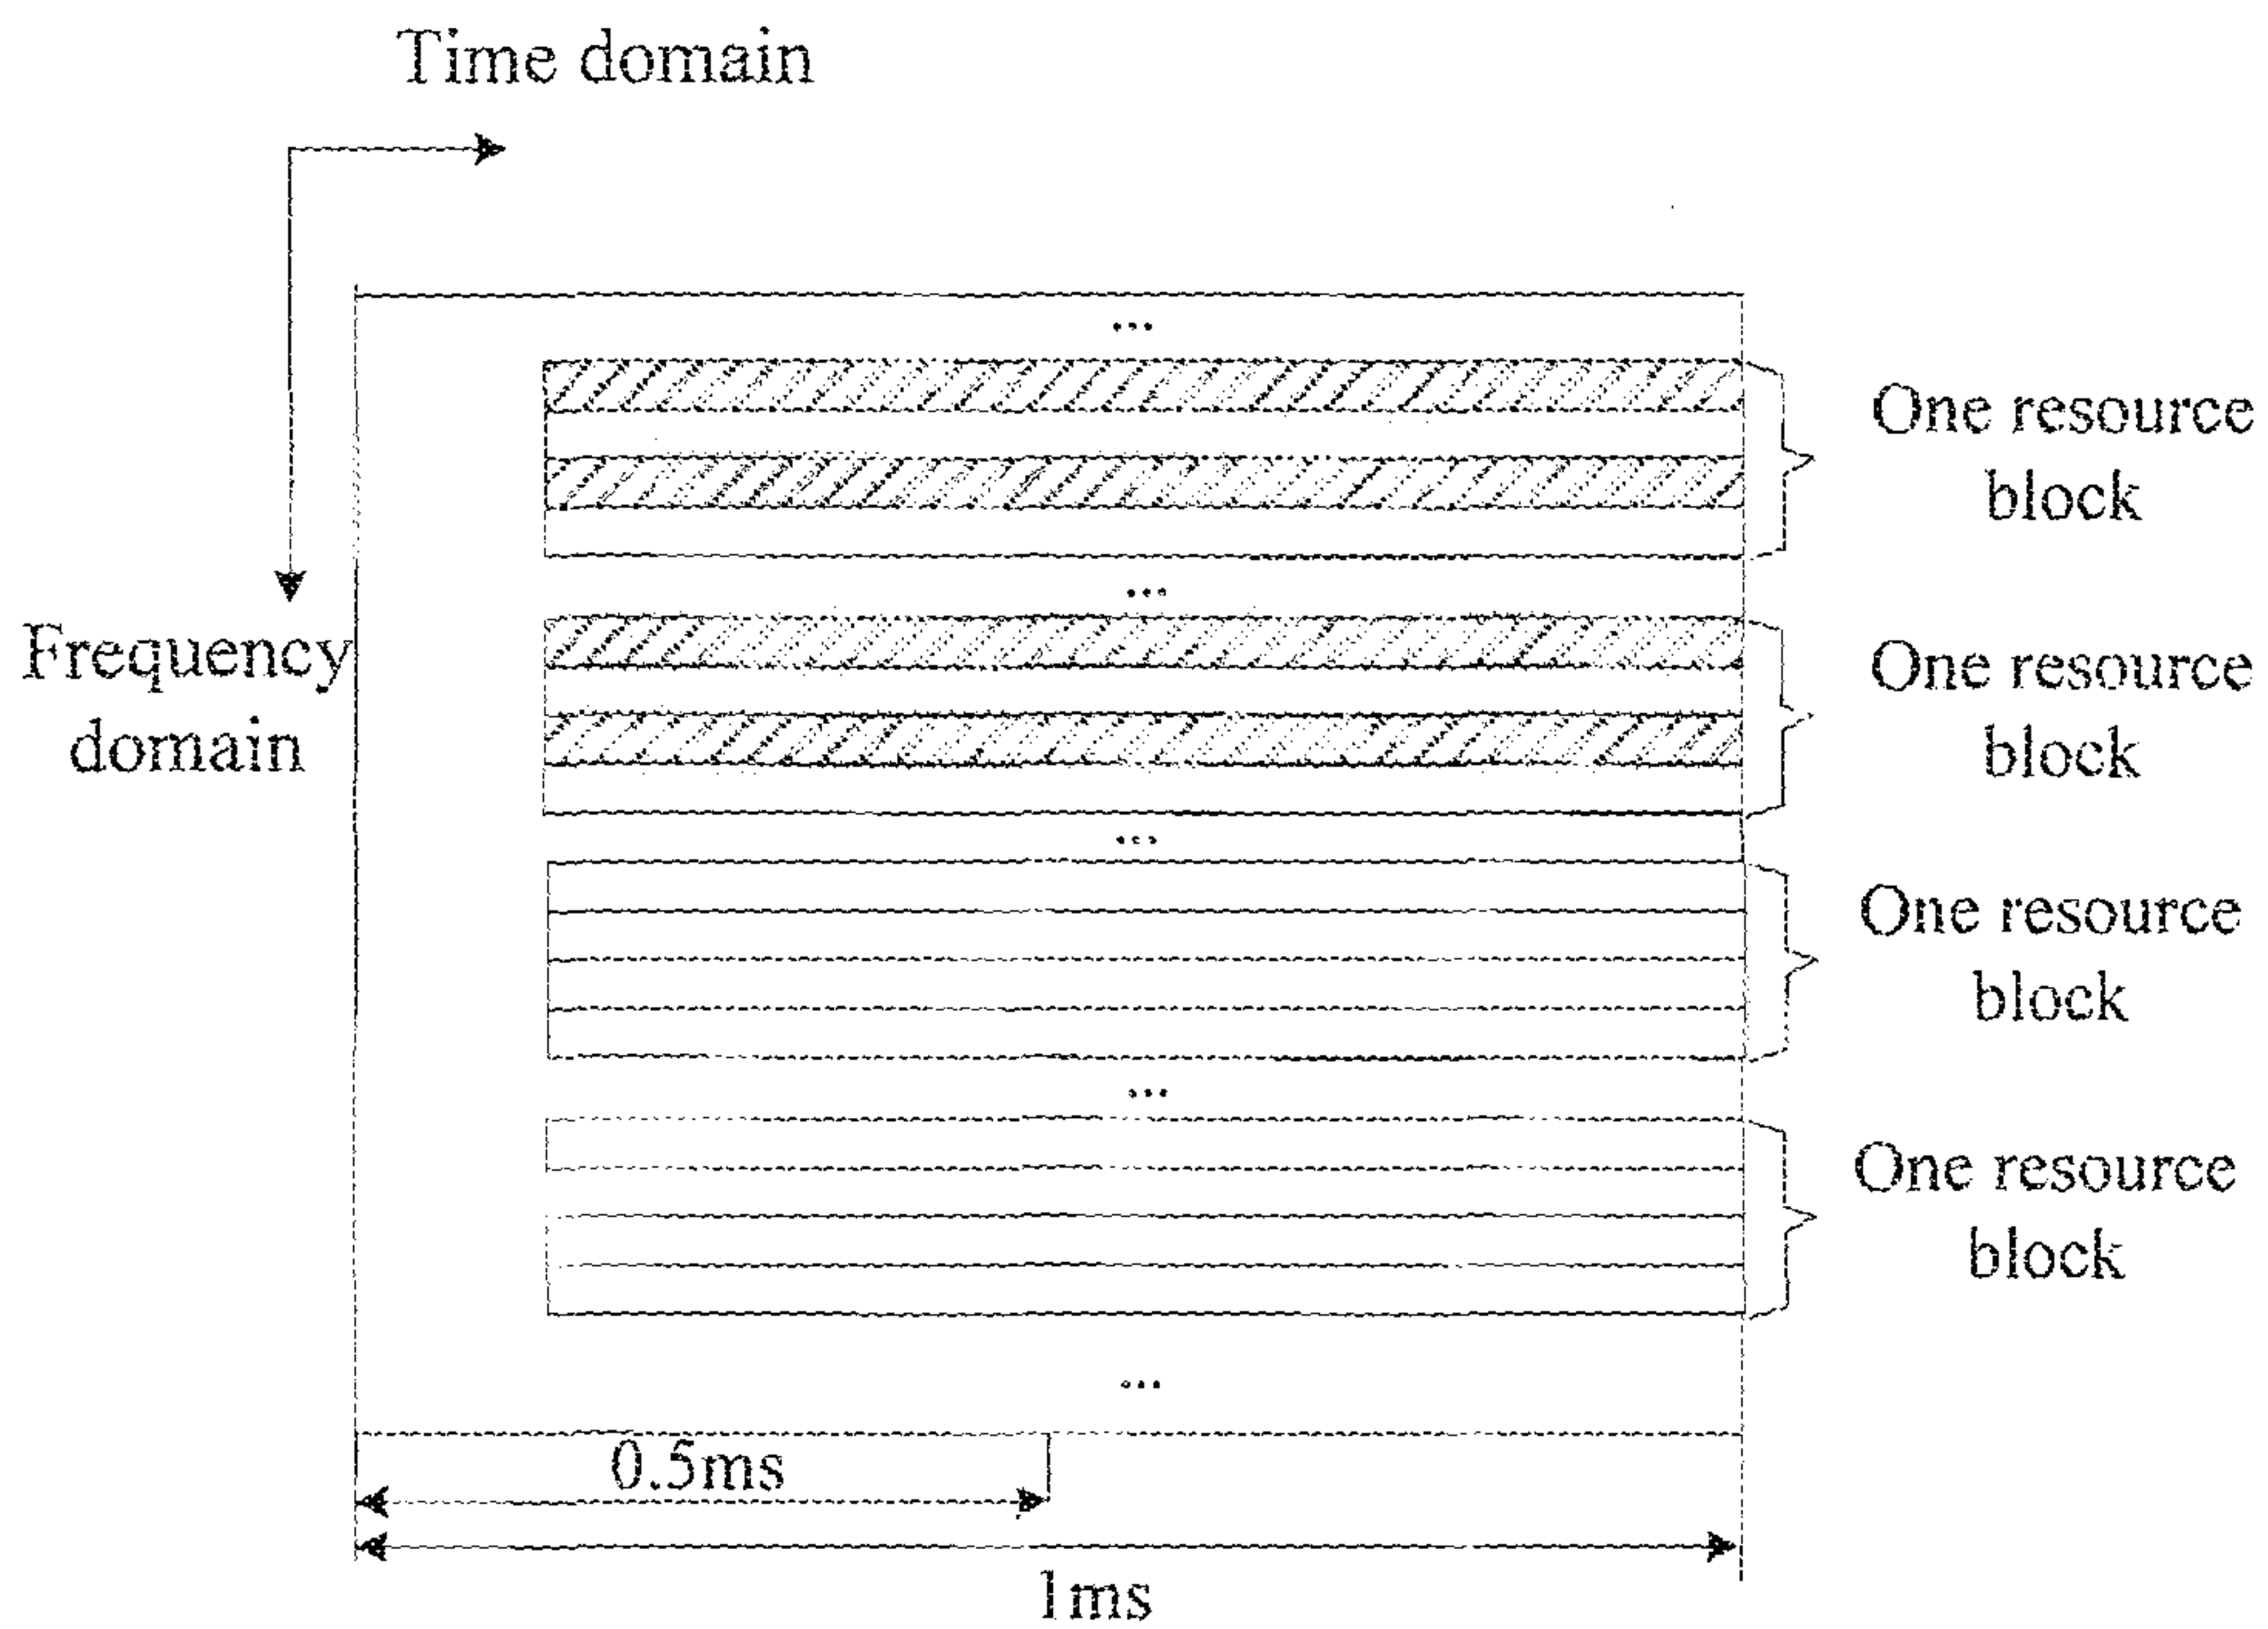 Time domain
...
One resource
block
...
Frequency
domain
One resource
block
...
One resource
block
...
One resource
block
...
0.5ms
1ms